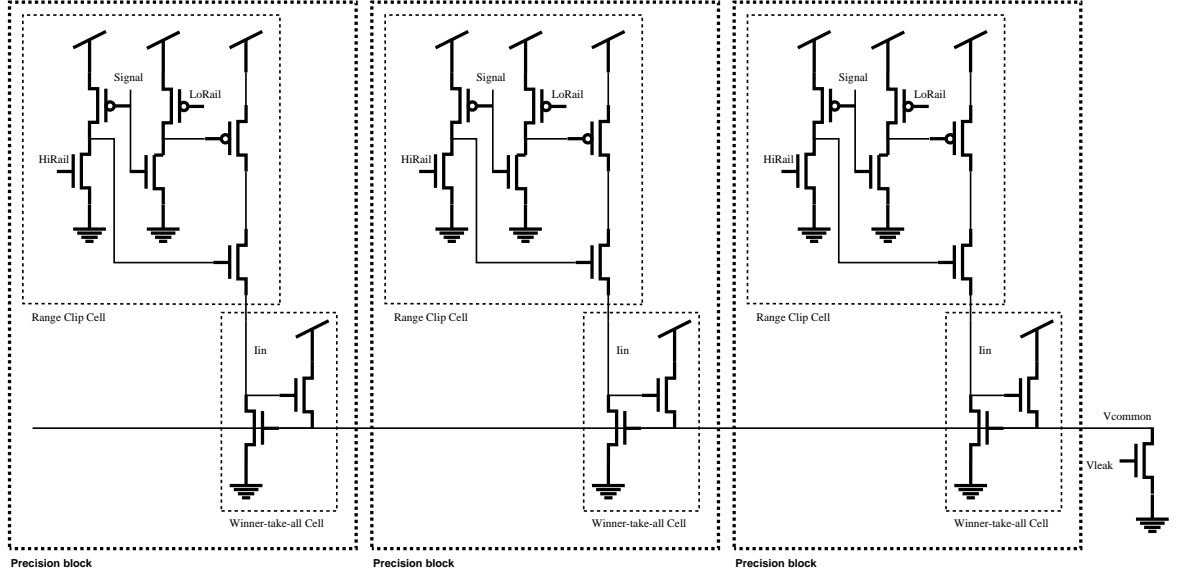 Signal
LoRail
HiRail
Range Clip Cell
Iin
Winner-take-all Cell
Precision block
Signal
LoRail
HiRail
Range Clip Cell
Iin
Winner-take-all Cell
Precision block
Signal
LoRail
HiRail
Range Clip Cell
Iin
Winner-take-all Cell
Precision block
Vcommon
Vleak